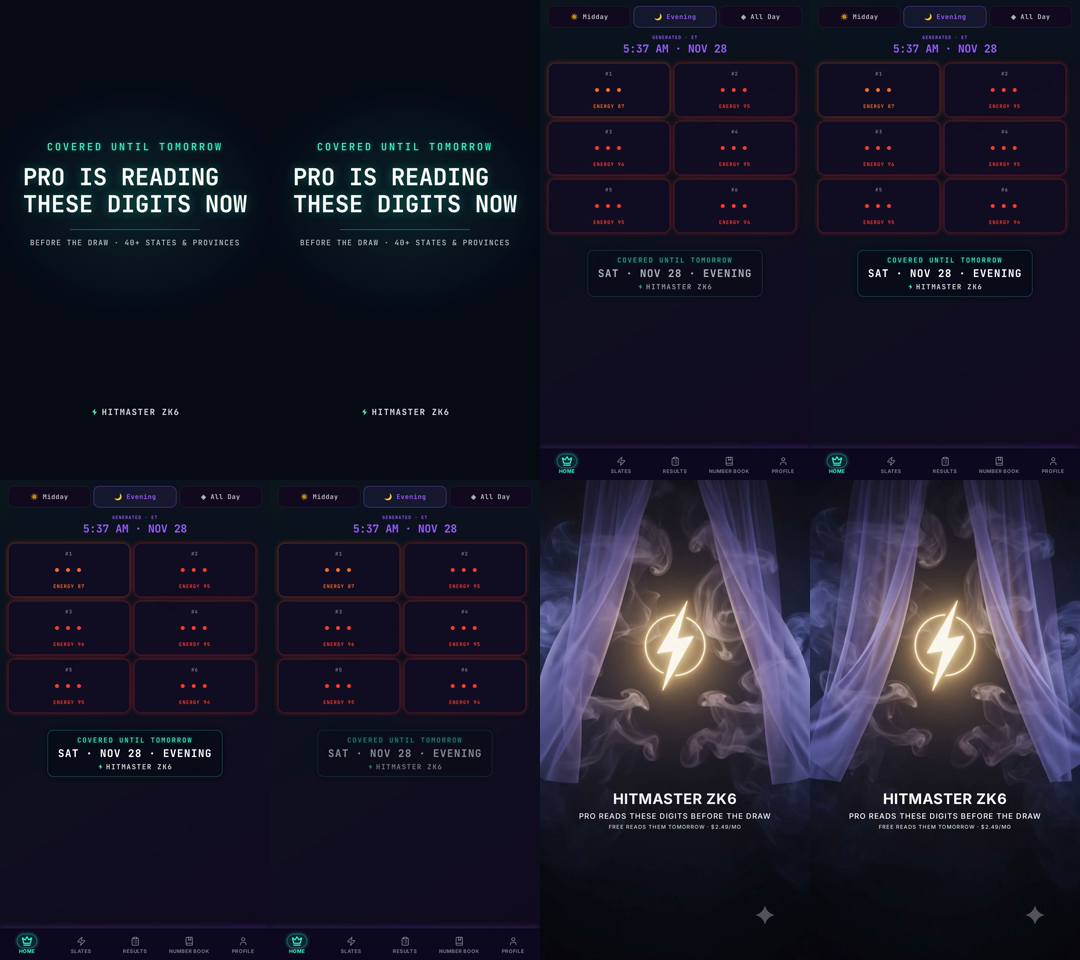 COVERED UNTIL TOMORROW
PRO IS READING
THESE DIGITS NOW
BEFORE THE DRAW · 40+ STATES & PROVINCES
HITMASTER ZK6
COVERED UNTIL TOMORROW
PRO IS READING
THESE DIGITS NOW
BEFORE THE DRAW · 40+ STATES & PROVINCES
HITMASTER ZK6
Midday Evening All Day
GENERATED · ET
5:37 AM · NOV 28
#1 #2
ENERGY 87 ENERGY 95
#3 #4
ENERGY 96 ENERGY 95
#5 #6
ENERGY 95 ENERGY 94
COVERED UNTIL TOMORROW
SAT · NOV 28 · EVENING
HITMASTER ZK6
HOME SLATES RESULTS NUMBER BOOK PROFILE
Midday Evening All Day
GENERATED · ET
5:37 AM · NOV 28
#1 #2
ENERGY 87 ENERGY 95
#3 #4
ENERGY 96 ENERGY 95
#5 #6
ENERGY 95 ENERGY 94
COVERED UNTIL TOMORROW
SAT · NOV 28 · EVENING
HITMASTER ZK6
HOME SLATES RESULTS NUMBER BOOK PROFILE
Midday Evening All Day
GENERATED · ET
5:37 AM · NOV 28
#1 #2
ENERGY 87 ENERGY 95
#3 #4
ENERGY 96 ENERGY 95
#5 #6
ENERGY 95 ENERGY 94
COVERED UNTIL TOMORROW
SAT · NOV 28 · EVENING
HITMASTER ZK6
HOME SLATES RESULTS NUMBER BOOK PROFILE
Midday Evening All Day
GENERATED · ET
5:37 AM · NOV 28
#1 #2
ENERGY 87 ENERGY 95
#3 #4
ENERGY 96 ENERGY 95
#5 #6
ENERGY 95 ENERGY 94
COVERED UNTIL TOMORROW
SAT · NOV 28 · EVENING
HITMASTER ZK6
HOME SLATES RESULTS NUMBER BOOK PROFILE
HITMASTER ZK6
PRO READS THESE DIGITS BEFORE THE DRAW
FREE READS THEM TOMORROW · $2.49/MO
HITMASTER ZK6
PRO READS THESE DIGITS BEFORE THE DRAW
FREE READS THEM TOMORROW · $2.49/MO